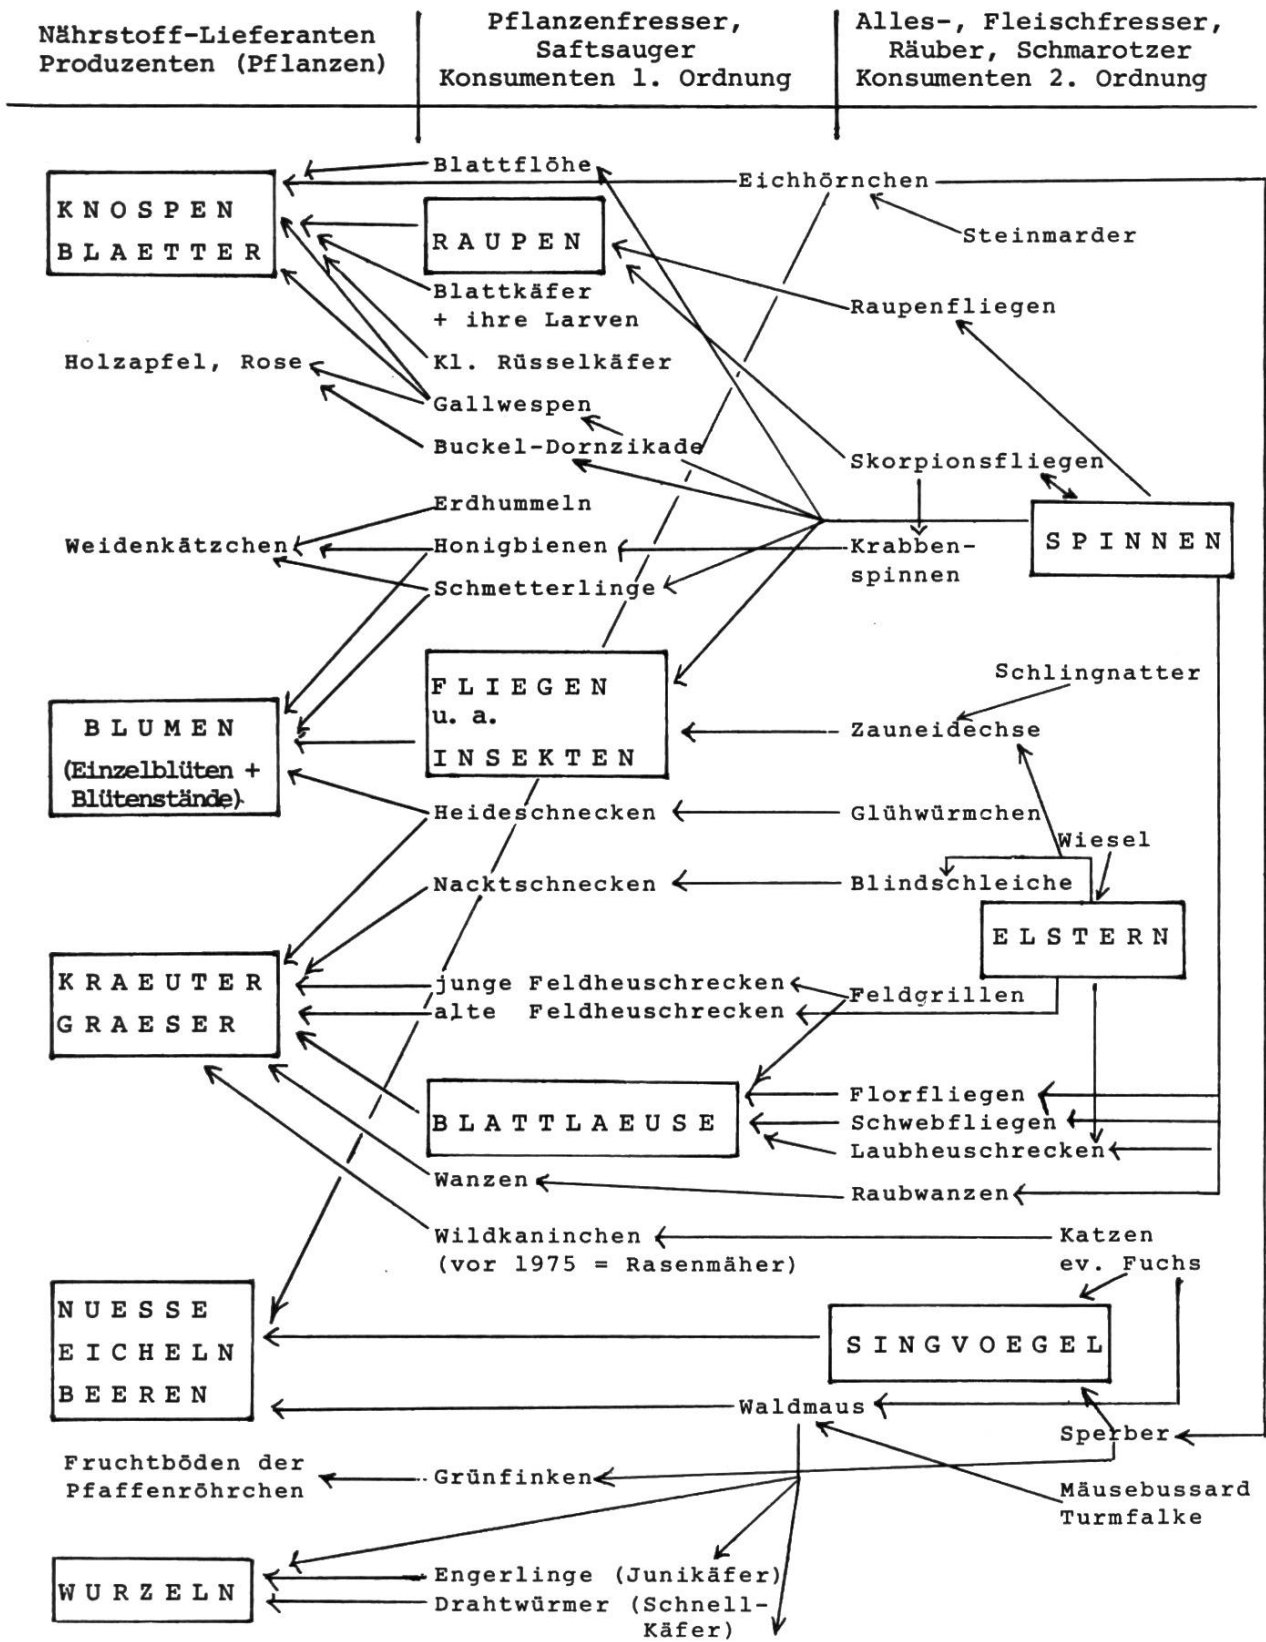 Nährstoff-Lieferanten
Produzenten (Pflanzen)
Pflanzenfresser,
Saftsauger
Konsumenten 1. Ordnung
Alles-, Fleischfresser,
Räuber, Schmarotzer
Konsumenten 2. Ordnung
Blattflöhe
Eichhörnchen
KNOSPEN
BLAETTER
RAUPEN
Steinmarder
Blattkäfer
+ ihre Larven
Raupenfliegen
Holzapfel, Rose
Kl. Rüsselkäfer
Gallwespen
Buckel-Dornzikade
Skorpionsfliegen
Erdhummeln
Weidenkätzchen
Honigbienen
Krabben-
spinnen
SPINNEN
Schmetterlinge
Schlingnatter
FLIEGEN
u. a.
INSEKTEN
BLUMEN
(Einzelblüten +
Blütenstände)
Zauneidechse
Heideschnecken
Glühwürmchen
Wiesel
Nacktschnecken
Blindschleiche
ELSTERN
KRAEUTER
GRAESER
junge Feldheuschrecken
alte Feldheuschrecken
Feldgrillen
BLATTLAEUSE
Florfliegen
Schwebfliegen
Laubheuschrecken
Wanzen
Raubwanzen
Wildkaninchen
(vor 1975 = Rasenmäher)
Katzen
ev. Fuchs
NUESSE
EICHELN
BEEREN
SINGVOEGEL
Waldmaus
Sperber
Fruchtböden der
Pfaffenröhrchen
Grünfinken
Mäusebussard
Turmfalke
WURZELN
Engerlinge (Junikäfer)
Drahtwürmer (Schnell-
Käfer)